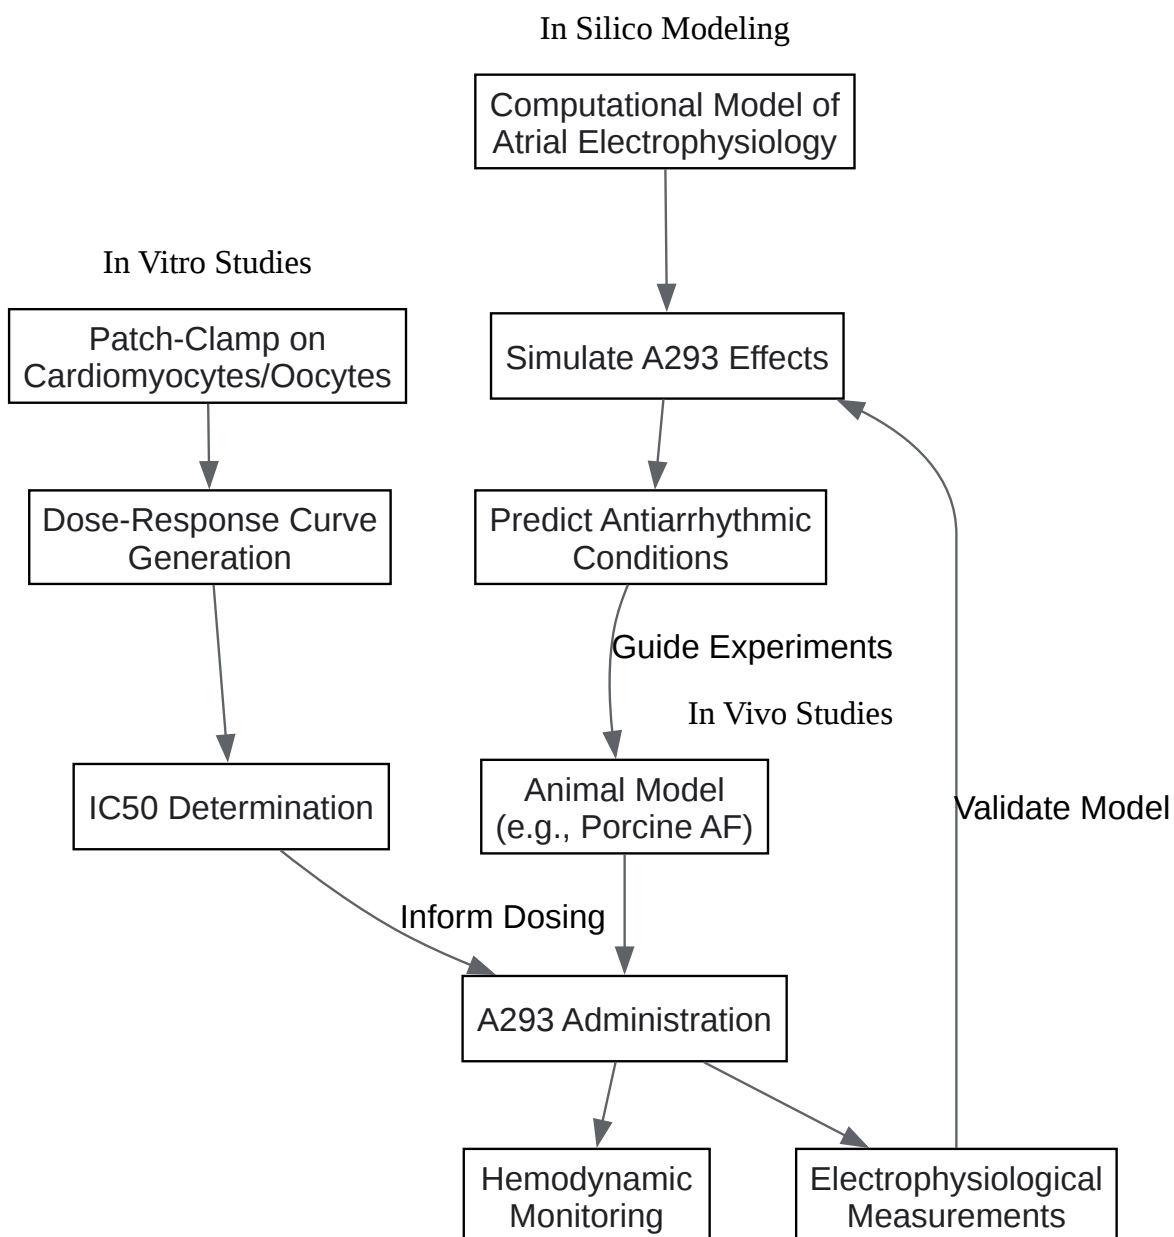 In Silico Modeling
Computational Model of
Atrial Electrophysiology
In Vitro Studies
Patch-Clamp on
Cardiomyocytes/Oocytes
Simulate A293 Effects
Dose-Response Curve
Generation
Predict Antiarrhythmic
Conditions
Guide Experiments
In Vivo Studies
IC50 Determination
Animal Model
(e.g., Porcine AF)
Validate Model
Inform Dosing
A293 Administration
Hemodynamic
Monitoring
Electrophysiological
Measurements